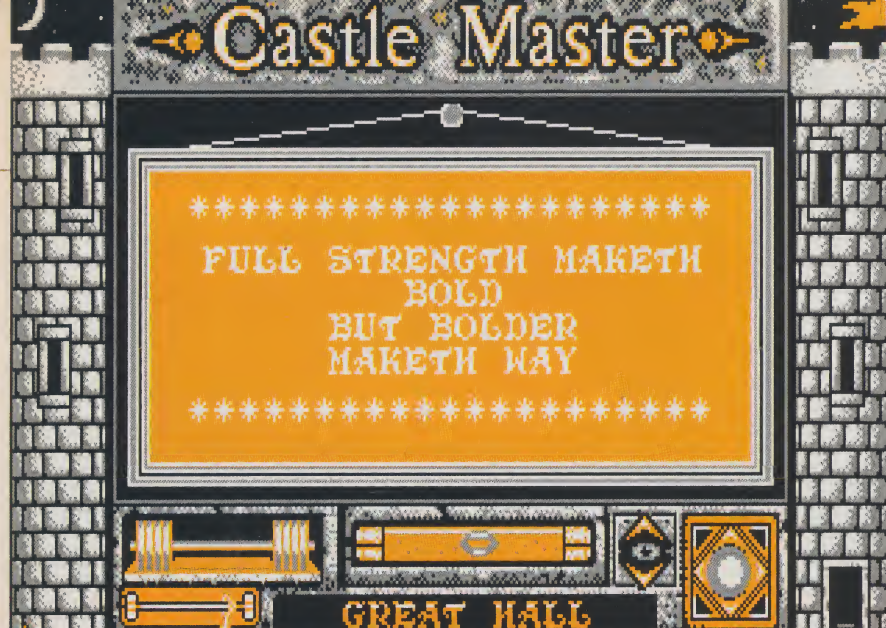 Castle Master
********************
FULL STRENGTH MAKETH
BOLD
BUT BOLDER
MAKETH WAY
********************
GREAT HALL